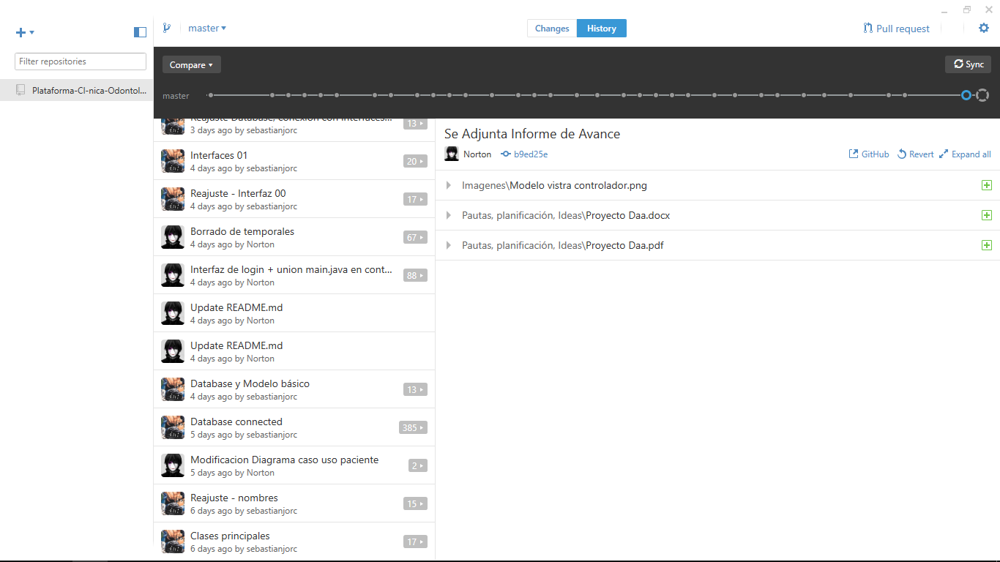 master
Changes
History
Pull request
Filter repositories
Compare
Sync
Plataforma-Cl-nica-Odontol...
master
Reajuste Database, conexión con interfaces...
13
3 days ago by sebastianjorc
Interfaces 01
20
4 days ago by sebastianjorc
Reajuste - Interfaz 00
17
4 days ago by sebastianjorc
Borrado de temporales
67
4 days ago by Norton
Interfaz de login + union main.java en cont...
88
4 days ago by Norton
Update README.md
4 days ago by Norton
Update README.md
4 days ago by Norton
Database y Modelo básico
13
4 days ago by sebastianjorc
Database connected
385
5 days ago by sebastianjorc
Modificacion Diagrama caso uso paciente
2
5 days ago by Norton
Reajuste - nombres
15
6 days ago by sebastianjorc
Clases principales
17
6 days ago by sebastianjorc
Se Adjunta Informe de Avance
Norton
b9ed25e
GitHub
Revert
Expand all
Imagenes\Modelo vistra controlador.png
Pautas, planificación, Ideas\Proyecto Daa.docx
Pautas, planificación, Ideas\Proyecto Daa.pdf